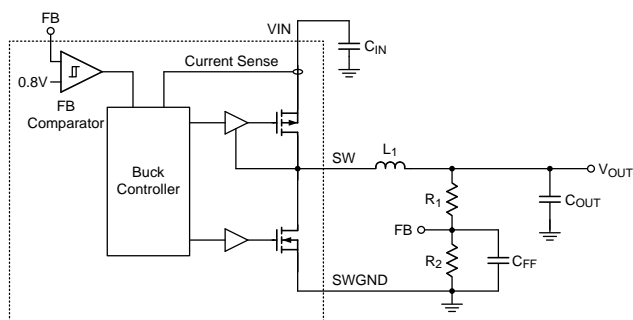 FB
VIN
C_IN
Current Sense
0.8V
FB
Comparator
Buck
Controller
SW
L_1
V_OUT
R_1
C_OUT
FB
R_2
C_FF
SWGND